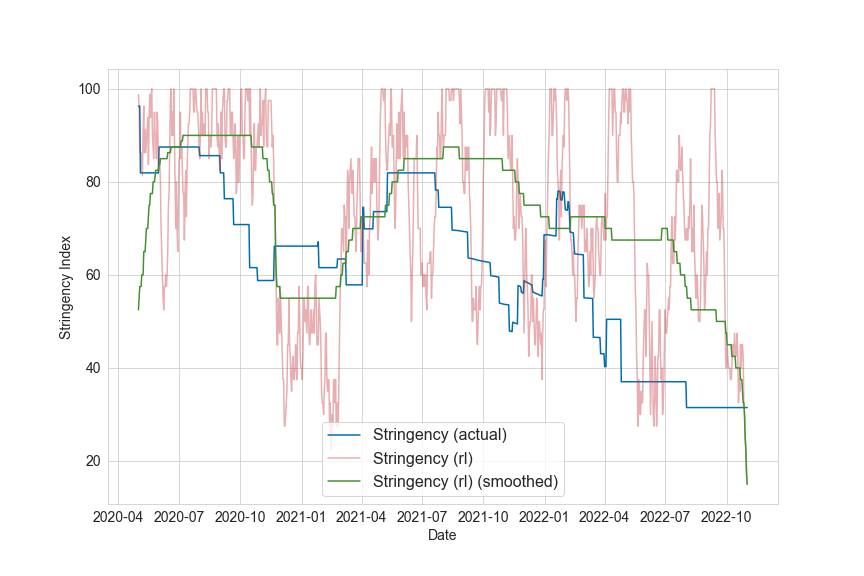 100
80
60
40
20
Stringency Index
Stringency (actual)
Stringency (rl)
Stringency (rl) (smoothed)
2020-04 2020-07 2020-10 2021-01 2021-04 2021-07 2021-10 2022-01 2022-04 2022-07 2022-10
Date